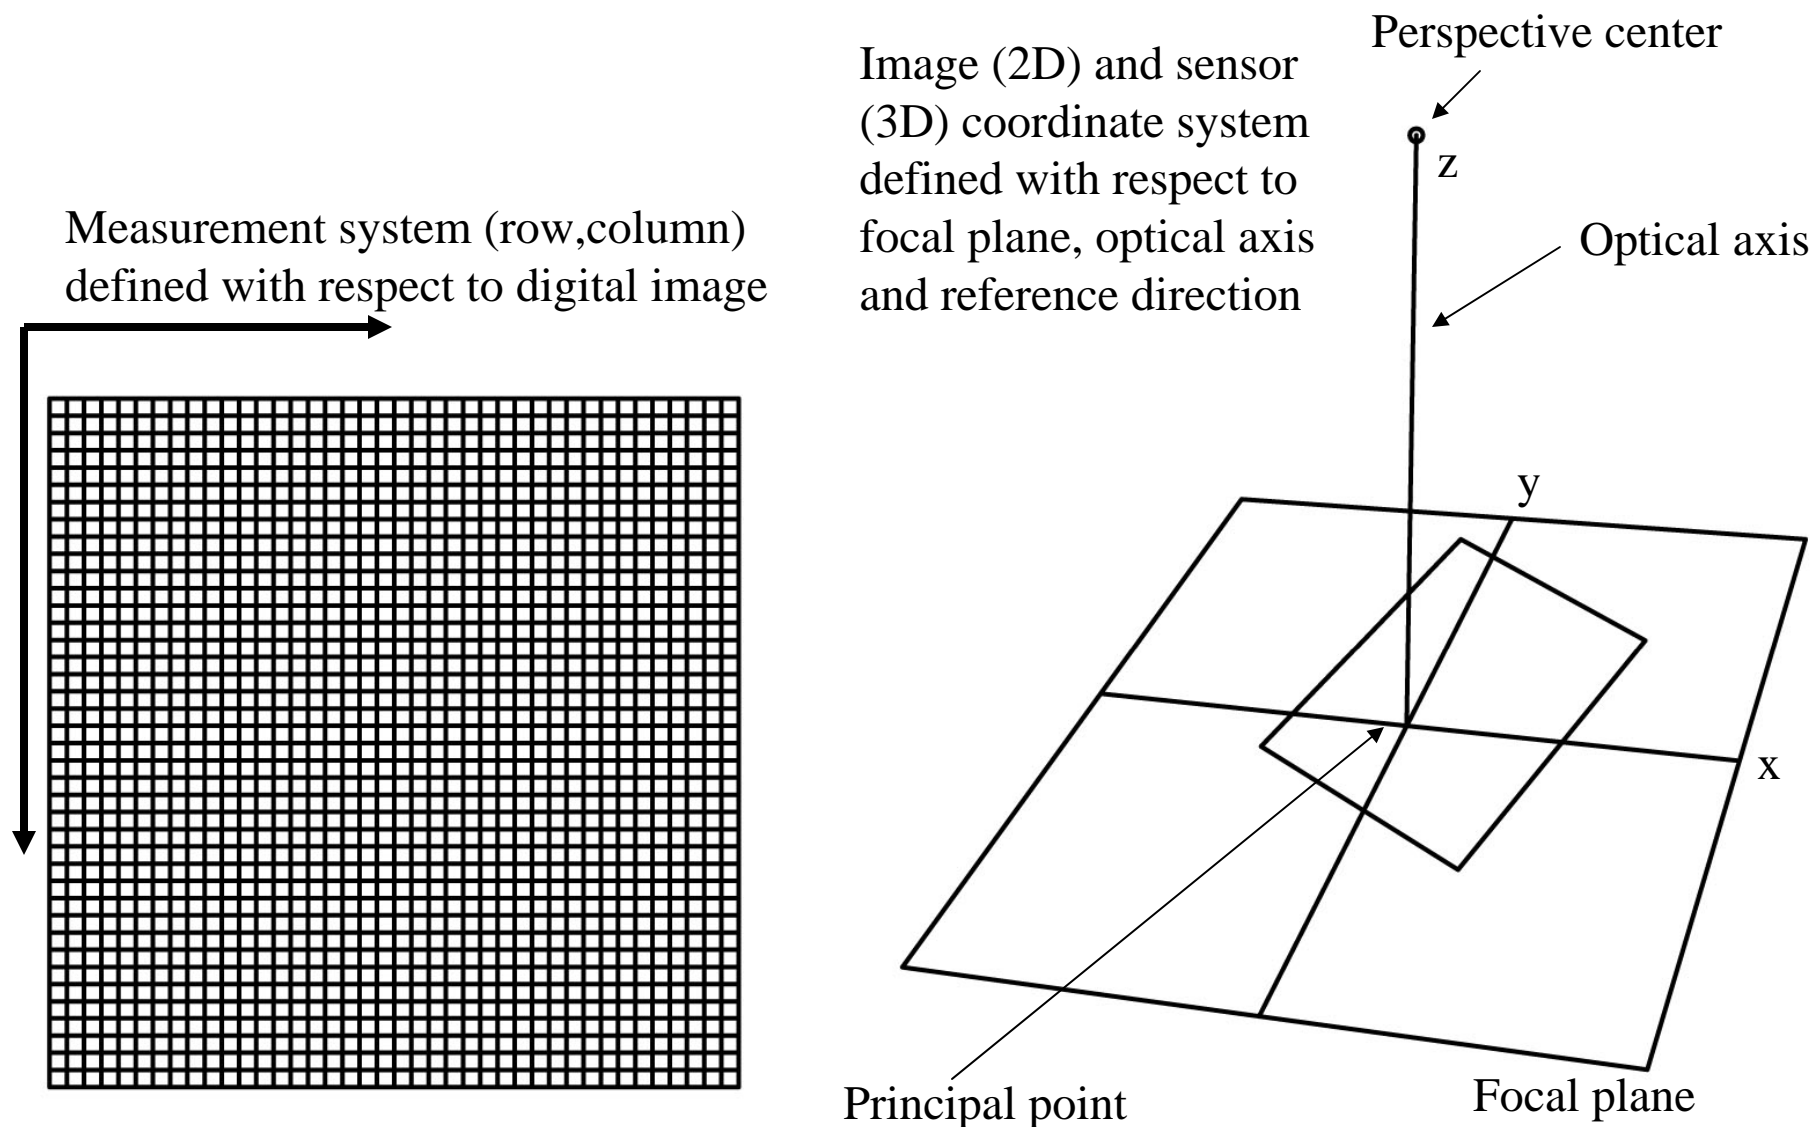 Measurement system (row,column)
defined with respect to digital image
Image (2D) and sensor
(3D) coordinate system
defined with respect to
focal plane, optical axis
and reference direction
Perspective center
z
Optical axis
y
x
Principal point
Focal plane